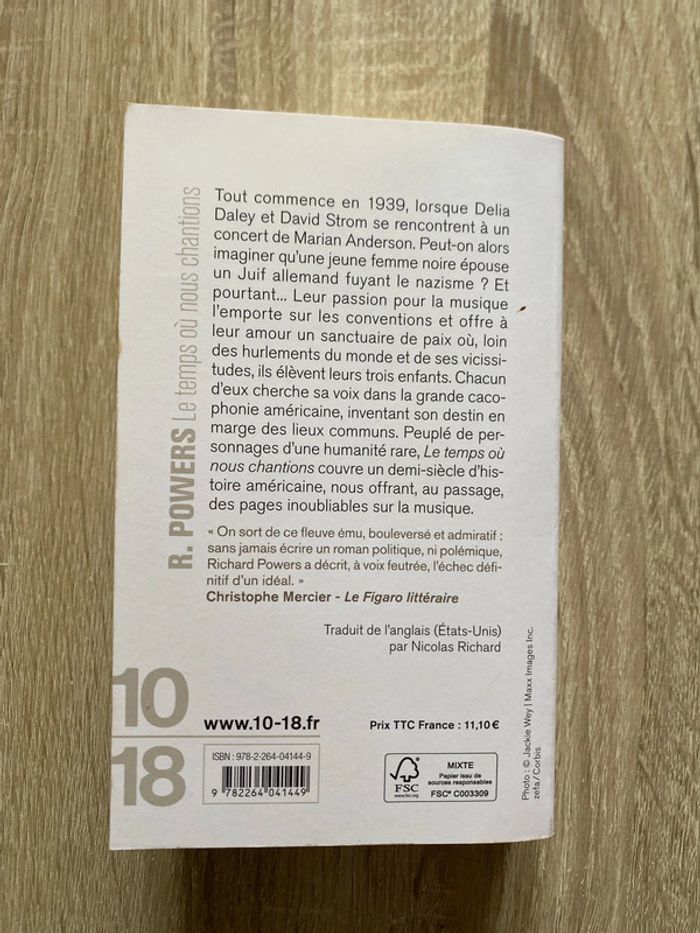 R. POWERS Le temps où nous chantions
Tout commence en 1939, lorsque Delia
Daley et David Strom se rencontrent à un
concert de Marian Anderson. Peut-on alors
imaginer qu'une jeune femme noire épouse
un Juif allemand fuyant le nazisme ? Et
pourtant... Leur passion pour la musique
l'emporte sur les conventions et offre à
leur amour un sanctuaire de paix où, loin
des hurlements du monde et de ses vicissi-
tudes, ils élèvent leurs trois enfants. Chacun
d'eux cherche sa voix dans la grande caco-
phonie américaine, inventant son destin en
marge des lieux communs. Peuplé de per-
sonnages d'une humanité rare, Le temps où
nous chantions couvre un demi-siècle d'his-
toire américaine, nous offrant, au passage,
des pages inoubliables sur la musique.
« On sort de ce fleuve ému, bouleversé et admiratif :
sans jamais écrire un roman politique, ni polémique,
Richard Powers a décrit, à voix feutrée, l'échec défi-
nitif d'un idéal. »
Christophe Mercier - Le Figaro littéraire
Traduit de l'anglais (États-Unis)
par Nicolas Richard
10
18
www.10-18.fr
Prix TTC France : 11,10 €
ISBN : 978-2-264-04144-9
9 782264 041449
FSC
www.fsc.org
MIXTE
Papier issu de
sources responsables
FSC® C003309
Photo : © Jackie Wey | Maxx Images Inc.
zefa / Corbis